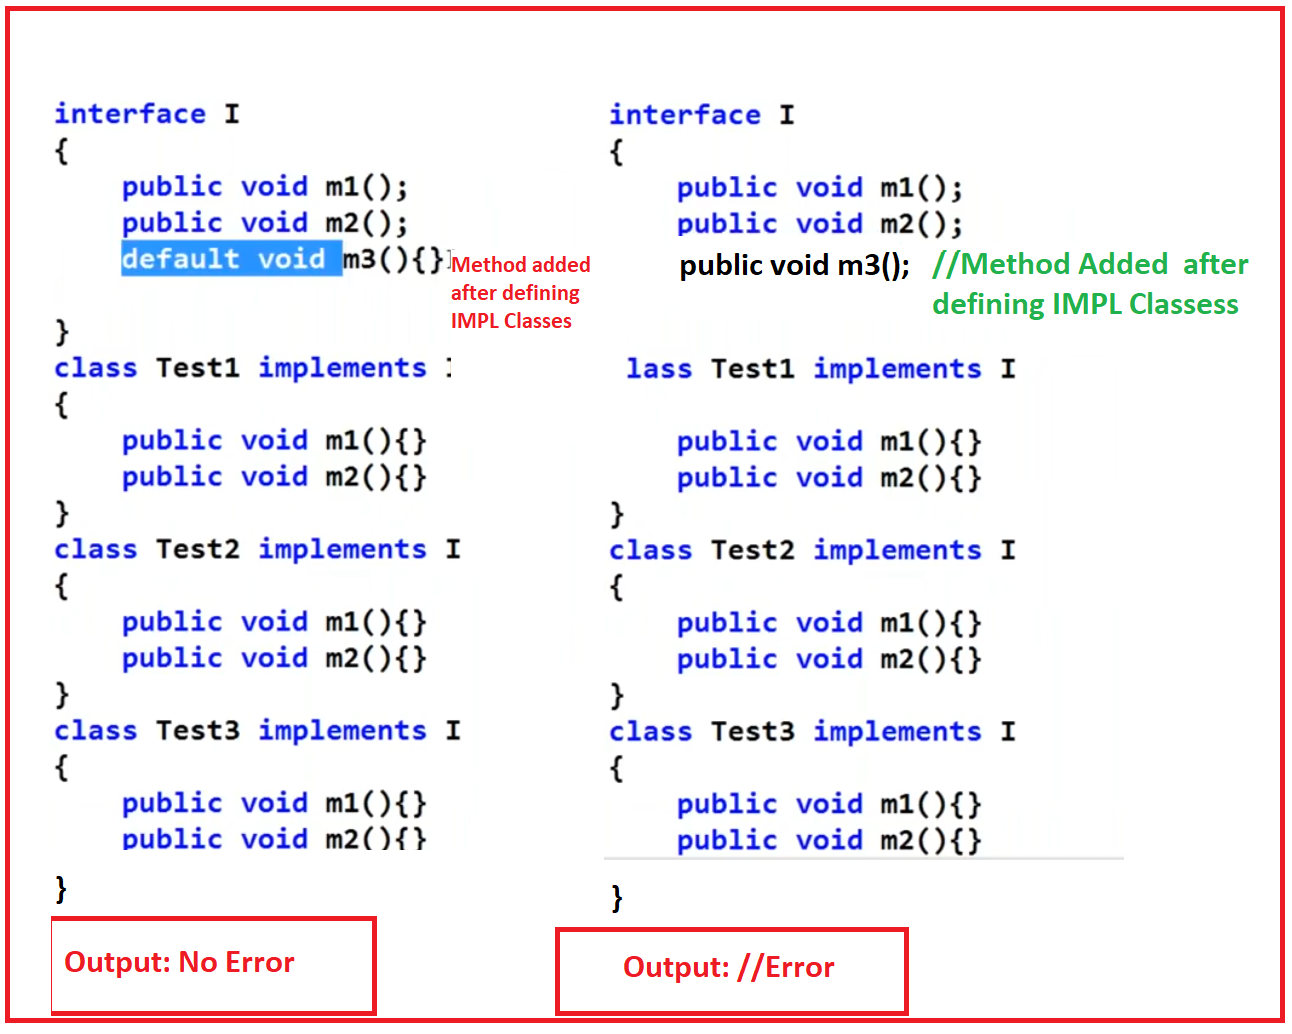 interface I
{
public void m1();
public void m2();
default void m3(){}
Method added
after defining
IMPL Classes
}
class Test1 implements I
{
public void m1(){}
public void m2(){}
}
class Test2 implements I
{
public void m1(){}
public void m2(){}
}
class Test3 implements I
{
public void m1(){}
public void m2(){}
}
Output: No Error
interface I
{
public void m1();
public void m2();
public void m3(); //Method Added after
defining IMPL Classess
lass Test1 implements I
public void m1(){}
public void m2(){}
}
class Test2 implements I
{
public void m1(){}
public void m2(){}
}
class Test3 implements I
{
public void m1(){}
public void m2(){}
}
Output: //Error